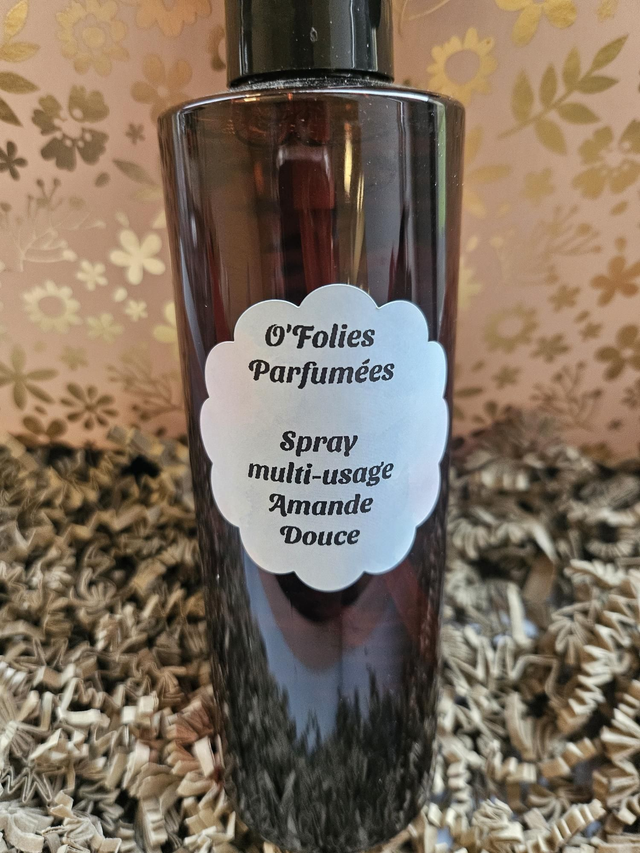 O'Folies
Parfumées
Spray
multi-usage
Amande
Douce